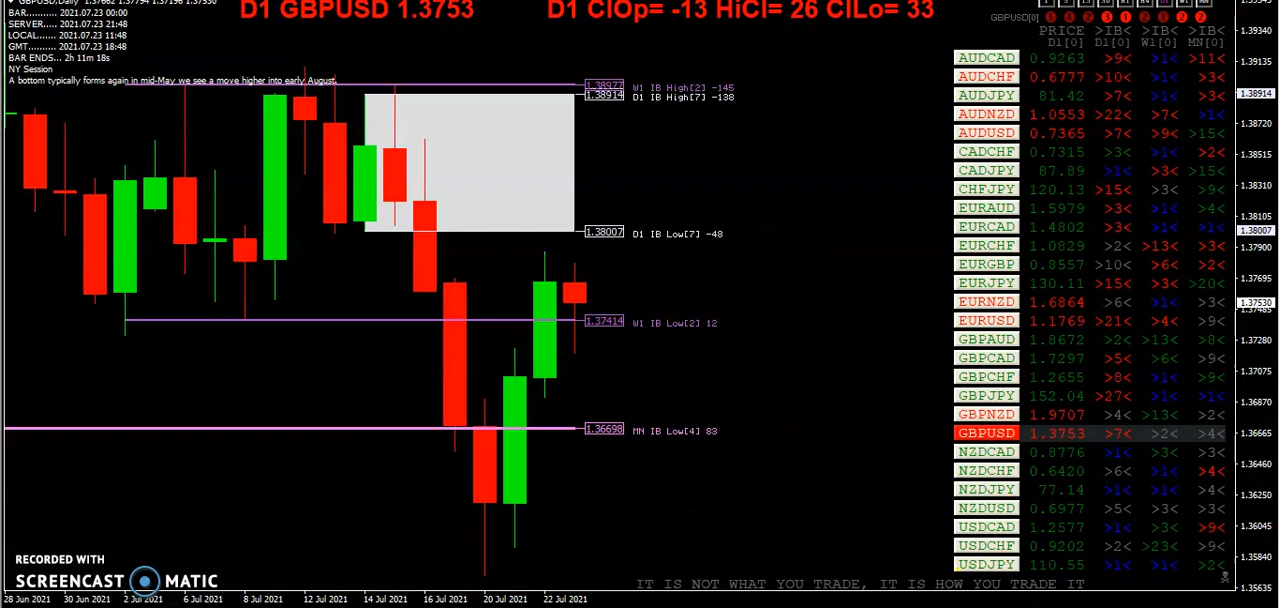 GBPUSD,Daily 1.37662 1.37794 1.37196 1.37530
BAR.......... 2021.07.23 00:00
SERVER..... 2021.07.23 21:48
LOCAL....... 2021.07.23 11:48
GMT.......... 2021.07.23 18:48
BAR ENDS... 2h 11m 18s
NY Session
A bottom typically forms again in mid-May we see a move higher into early August.
D1 GBPUSD 1.3753
D1 ClOp= -13 HiCl= 26 ClLo= 33
1.38977 W1 IB High[2] -145
1.38914 D1 IB High[7] -138
1.38007 D1 IB Low[7] -48
1.37414 W1 IB Low[2] 12
1.36698 MN IB Low[4] 83
GBPUSD[0]
PRICE >IB< >IB< >IB<
D1[0] D1[0] W1[0] MN[0]
AUDCAD 0.9263 >9< >1< >11<
AUDCHF 0.6777 >10< >1< >3<
AUDJPY 81.42 >7< >1< >3<
AUDNZD 1.0553 >22< >7< >1<
AUDUSD 0.7365 >7< >9< >15<
CADCHF 0.7315 >3< >1< >2<
CADJPY 87.89 >1< >3< >15<
CHFJPY 120.13 >15< >3< >9<
EURAUD 1.5979 >3< >1< >4<
EURCAD 1.4802 >3< >1< >1<
EURCHF 1.0829 >2< >13< >3<
EURGBP 0.8557 >10< >6< >2<
EURJPY 130.11 >15< >3< >20<
EURNZD 1.6864 >6< >1< >3<
EURUSD 1.1769 >21< >4< >9<
GBPAUD 1.8672 >2< >13< >8<
GBPCAD 1.7297 >5< >6< >9<
GBPCHF 1.2655 >8< >1< >9<
GBPJPY 152.04 >27< >1< >1<
GBPNZD 1.9707 >4< >13< >2<
GBPUSD 1.3753 >7< >2< >4<
NZDCAD 0.8776 >1< >3< >3<
NZDCHF 0.6420 >6< >1< >4<
NZDJPY 77.14 >1< >1< >4<
NZDUSD 0.6977 >5< >3< >3<
USDCAD 1.2577 >1< >3< >9<
USDCHF 0.9202 >2< >23< >9<
USDJPY 110.55 >1< >1< >2<
1.39340
1.39135
1.38914
1.38720
1.38515
1.38310
1.38105
1.38007
1.37900
1.37695
1.37530
1.37485
1.37280
1.37075
1.36870
1.36665
1.36460
1.36250
1.36045
1.35840
1.35635
RECORDED WITH
SCREENCAST MATIC
IT IS NOT WHAT YOU TRADE, IT IS HOW YOU TRADE IT
28 Jun 2021 30 Jun 2021 2 Jul 2021 6 Jul 2021 8 Jul 2021 12 Jul 2021 14 Jul 2021 16 Jul 2021 20 Jul 2021 22 Jul 2021